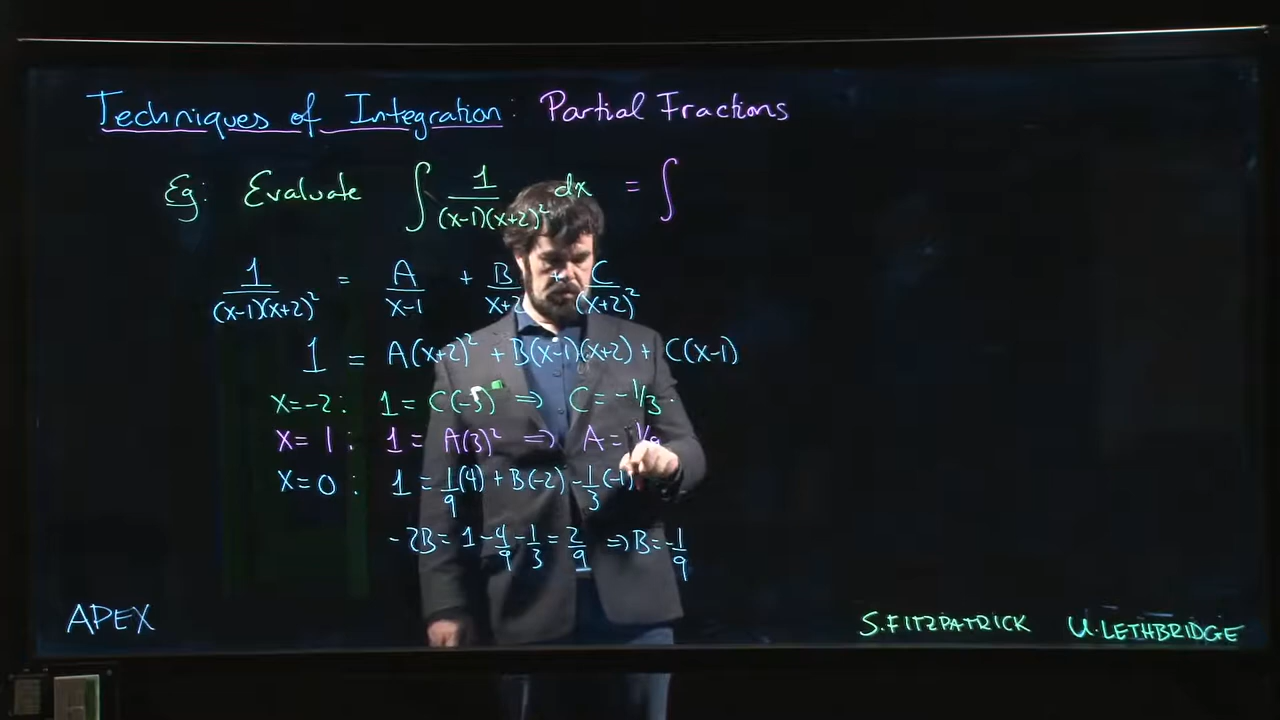 Techniques of Integration: Partial Fractions
Eg: Evaluate ∫ 1/((x-1)(x+2)²) dx = ∫
1/((x-1)(x+2)²) = A/(x-1) + B/(x+2) + C/(x+2)²
1 = A(x+2)² + B(x-1)(x+2) + C(x-1)
x=-2: 1 = C(-3) ⇒ C = -1/3.
x=1: 1 = A(3)² ⇒ A = 1/9
x=0: 1 = 1/9(4) + B(-2) - 1/3(-1)
-2B = 1 - 4/9 - 1/3 = 2/9 ⇒ B = -1/9
APEX
S.FITZPATRICK U.LETHBRIDGE